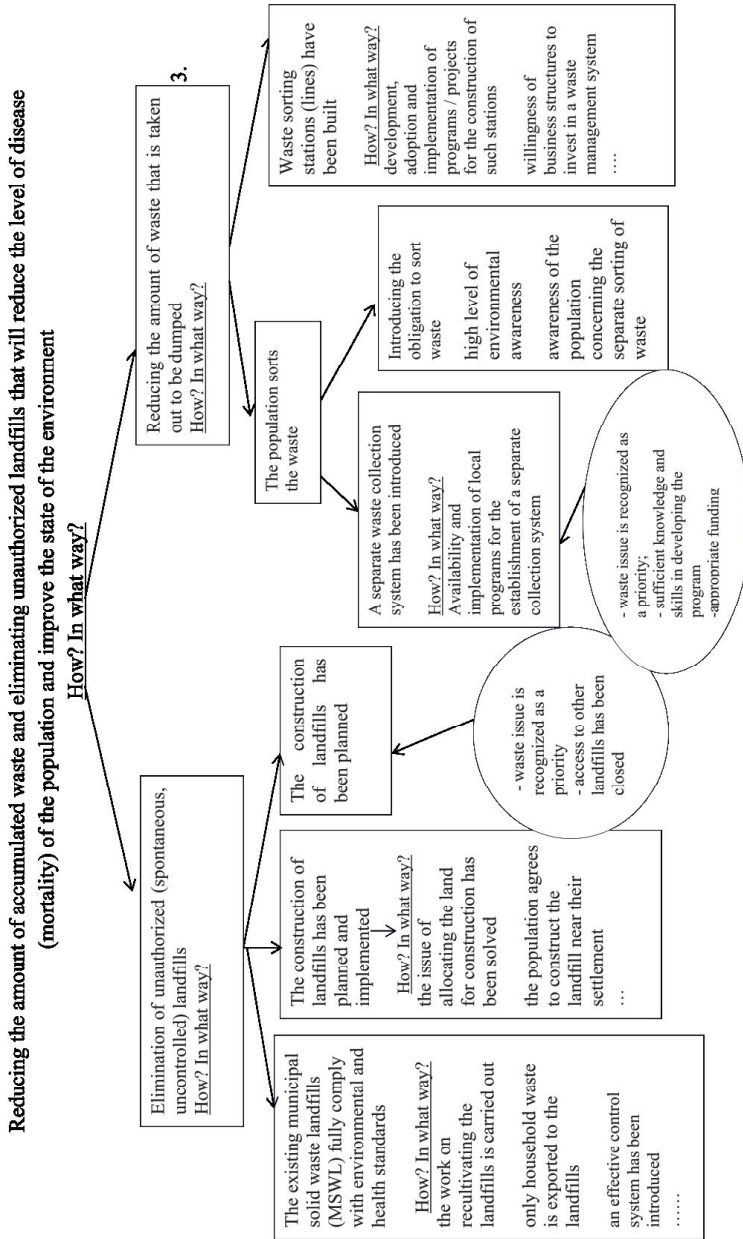 Reducing the amount of accumulated waste and eliminating unauthorized landfills that will reduce the level of disease
(mortality) of the population and improve the state of the environment
How? In what way?
Elimination of unauthorized (spontaneous,
uncontrolled) landfills
How? In what way?
Reducing the amount of waste that is taken
out to be dumped
How? In what way?
3.
The existing municipal
solid waste landfills
(MSWL) fully comply
with environmental and
health standards
How? In what way?
the work on
recultivating the
landfills is carried out
only household waste
is exported to the
landfills
an effective control
system has been
introduced
......
The construction of
landfills has been
planned and
implemented
How? In what way?
the issue of
allocating the land
for construction has
been solved
the population agrees
to construct the
landfill near their
settlement
…
The construction
of landfills has
been planned
- waste issue is
recognized as a
priority
- access to other
landfills has been
closed
The population sorts
the waste
A separate waste collection
system has been introduced
How? In what way?
Availability and
implementation of local
programs for the
establishment of a separate
collection system
- waste issue is recognized as
a priority;
- sufficient knowledge and
skills in developing the
program
-appropriate funding
Introducing the
obligation to sort
waste
high level of
environmental
awareness
awareness of the
population
concerning the
separate sorting of
waste
Waste sorting
stations (lines) have
been built
How? In what way?
development,
adoption and
implementation of
programs / projects
for the construction of
such stations
willingness of
business structures to
invest in a waste
management system
….